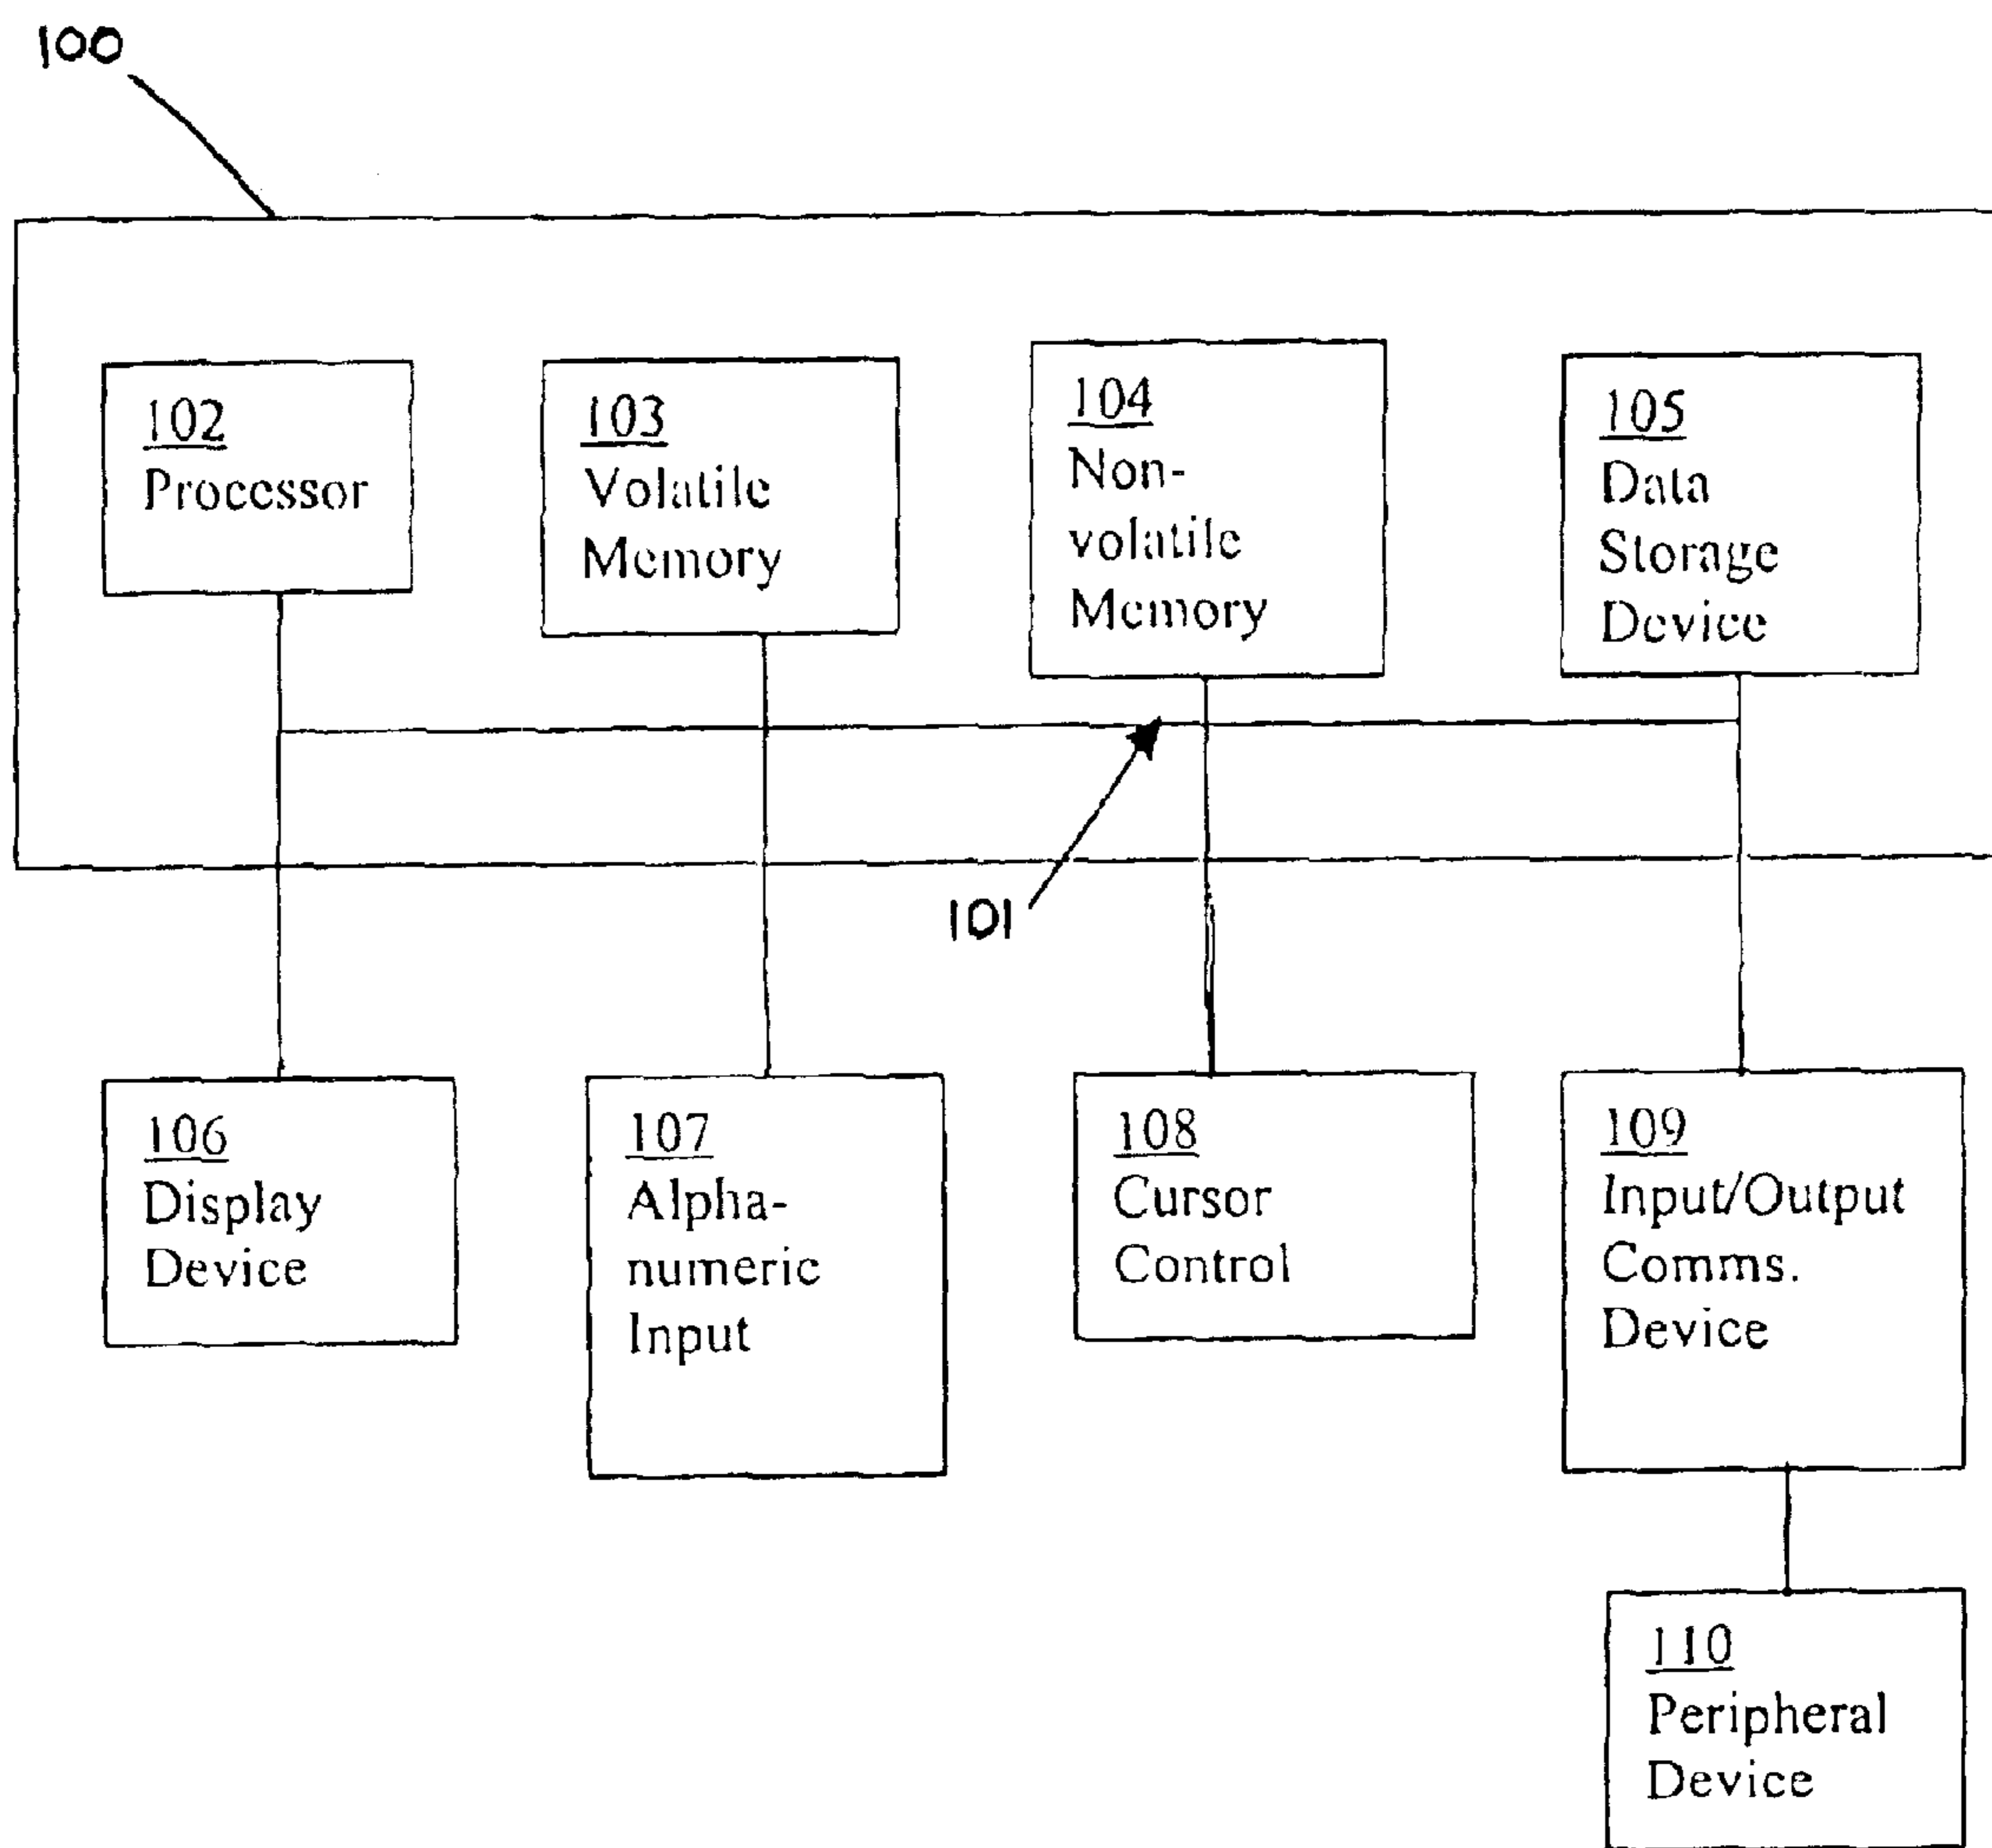 100
102
Processor
103
Volatile
Memory
104
Non-
volatile
Memory
105
Data
Storage
Device
101
106
Display
Device
107
Alpha-
numeric
Input
108
Cursor
Control
109
Input/Output
Comms.
Device
110
Peripheral
Device